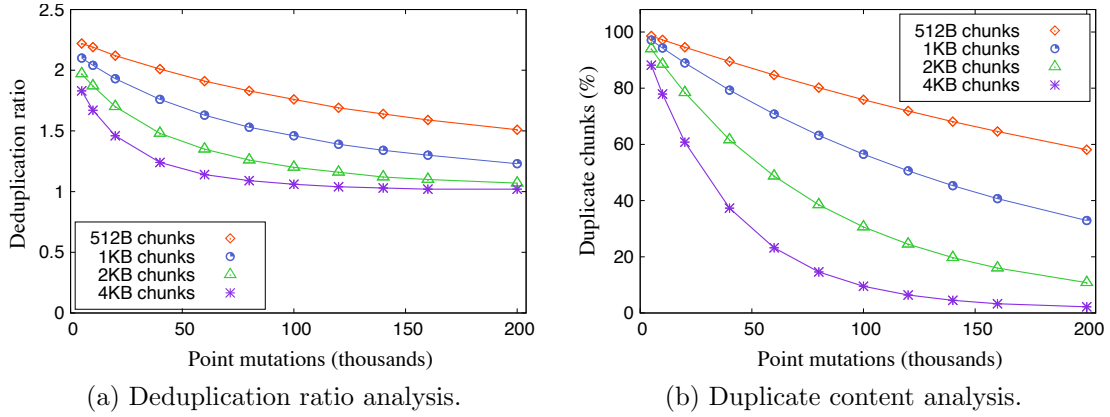 2.5
2
1.5
1
0.5
0
0
50
100
150
200
Deduplication ratio
512B chunks
1KB chunks
2KB chunks
4KB chunks
Point mutations (thousands)
(a) Deduplication ratio analysis.
100
80
60
40
20
0
0
50
100
150
200
Duplicate chunks (%)
512B chunks
1KB chunks
2KB chunks
4KB chunks
Point mutations (thousands)
(b) Duplicate content analysis.